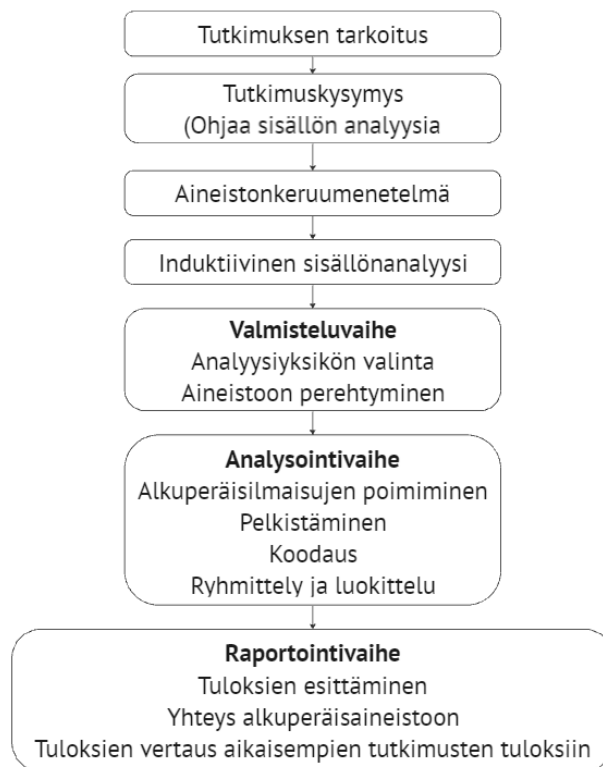 Tutkimuksen tarkoitus
Tutkimuskysymys
(Ohjaa sisällön analyysia
Aineistonkeruumenetelmä
Induktiivinen sisällönanalyysi
Valmisteluvaihe
Analyysiyksikön valinta
Aineistoon perehtyminen
Analysointivaihe
Alkuperäisilmaisujen poimiminen
Pelkistäminen
Koodaus
Ryhmittely ja luokittelu
Raportointivaihe
Tuloksien esittäminen
Yhteys alkuperäisaineistoon
Tuloksien vertaus aikaisempien tutkimusten tuloksiin